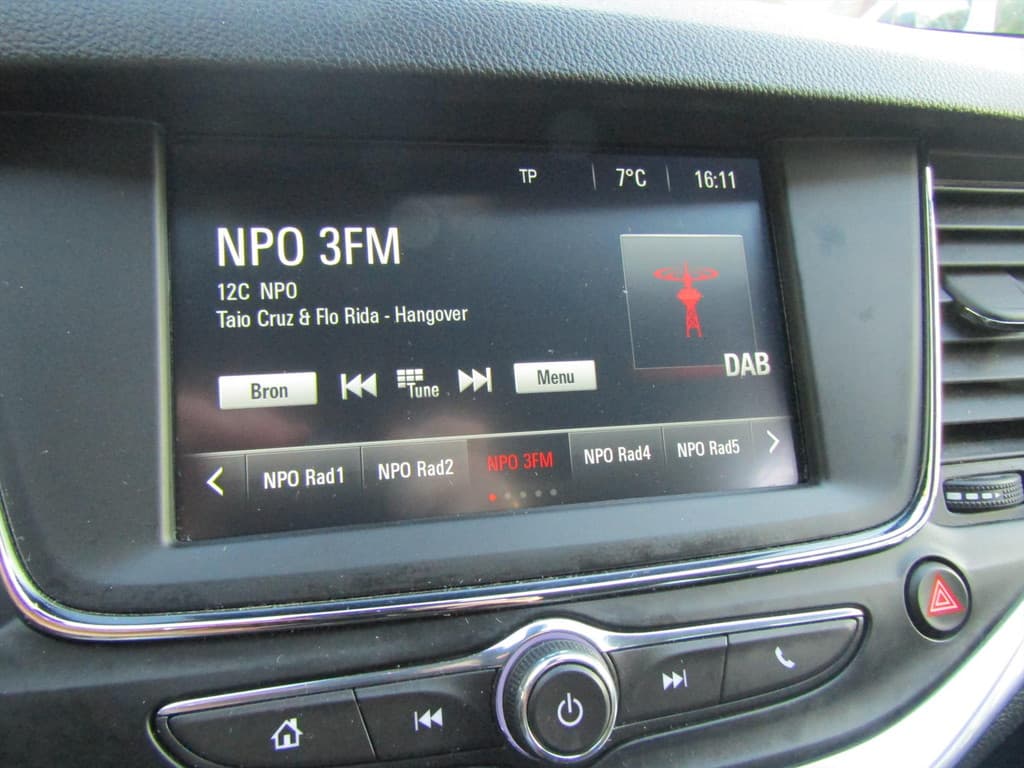 TP 7°C 16:11
NPO 3FM
12C NPO
Taio Cruz & Flo Rida - Hangover
DAB
Bron Tune Menu
NPO Rad1 NPO Rad2 NPO 3FM NPO Rad4 NPO Rad5